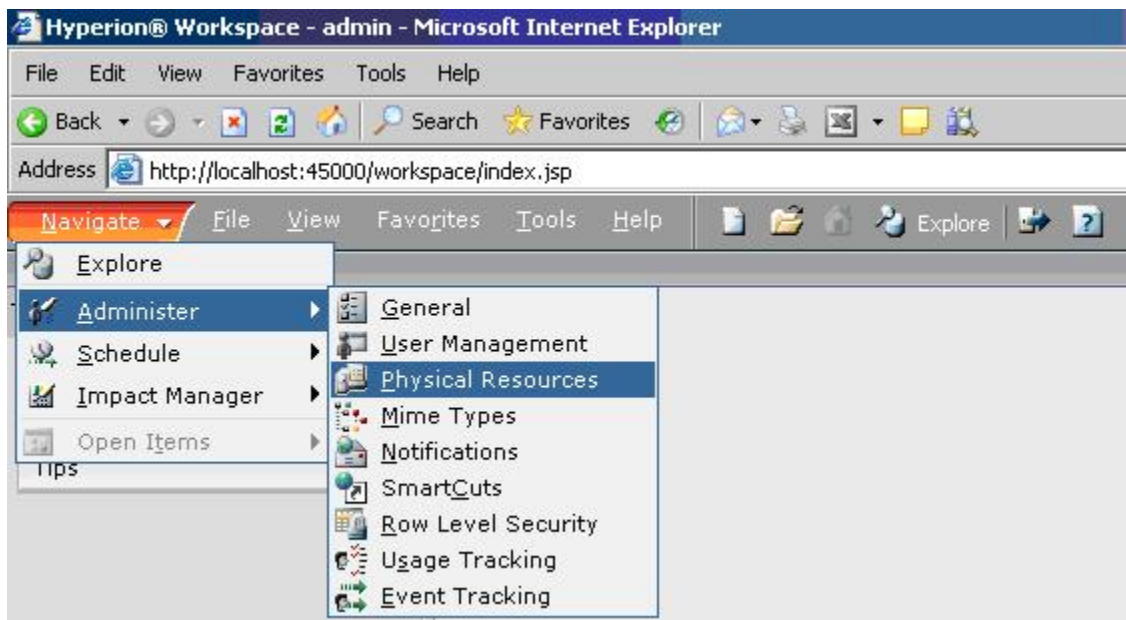 Hyperion® Workspace - admin - Microsoft Internet Explorer
File Edit View Favorites Tools Help
Back Search Favorites
Address http://localhost:45000/workspace/index.jsp
Navigate File View Favorites Tools Help Explore
Explore
Administer
Schedule
Impact Manager
Open Items
Tips
General
User Management
Physical Resources
Mime Types
Notifications
SmartCuts
Row Level Security
Usage Tracking
Event Tracking